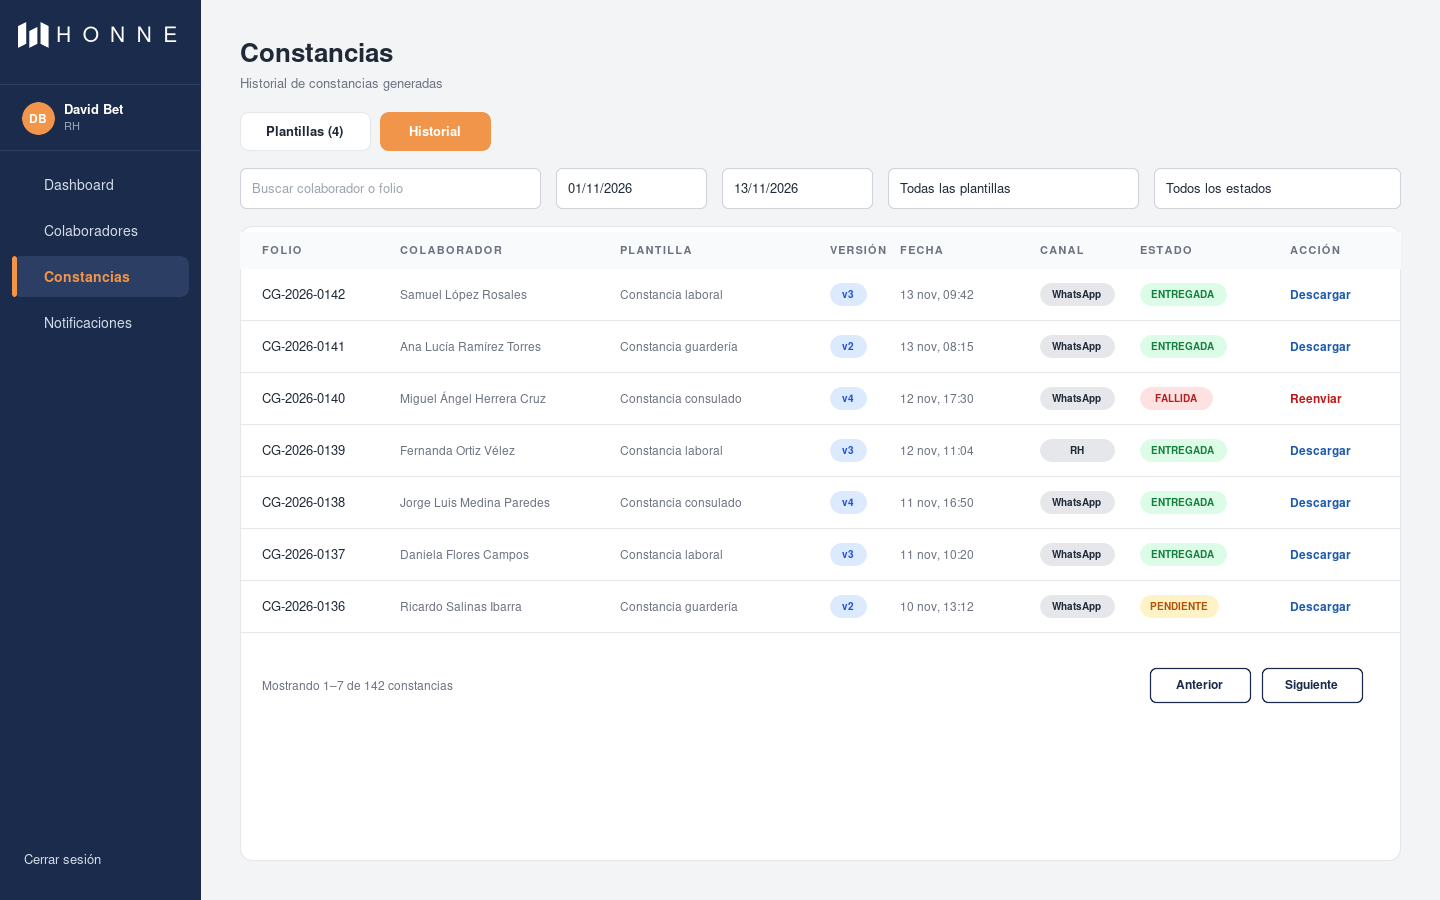 HONNE
DB
David Bet
RH
Dashboard
Colaboradores
Constancias
Notificaciones
Cerrar sesión
Constancias
Historial de constancias generadas
Plantillas (4) Historial
Buscar colaborador o folio 01/11/2026 13/11/2026 Todas las plantillas Todos los estados
FOLIO COLABORADOR PLANTILLA VERSIÓN FECHA CANAL ESTADO ACCIÓN
CG-2026-0142 Samuel López Rosales Constancia laboral v3 13 nov, 09:42 WhatsApp ENTREGADA Descargar
CG-2026-0141 Ana Lucía Ramírez Torres Constancia guardería v2 13 nov, 08:15 WhatsApp ENTREGADA Descargar
CG-2026-0140 Miguel Ángel Herrera Cruz Constancia consulado v4 12 nov, 17:30 WhatsApp FALLIDA Reenviar
CG-2026-0139 Fernanda Ortiz Vélez Constancia laboral v3 12 nov, 11:04 RH ENTREGADA Descargar
CG-2026-0138 Jorge Luis Medina Paredes Constancia consulado v4 11 nov, 16:50 WhatsApp ENTREGADA Descargar
CG-2026-0137 Daniela Flores Campos Constancia laboral v3 11 nov, 10:20 WhatsApp ENTREGADA Descargar
CG-2026-0136 Ricardo Salinas Ibarra Constancia guardería v2 10 nov, 13:12 WhatsApp PENDIENTE Descargar
Mostrando 1–7 de 142 constancias Anterior Siguiente